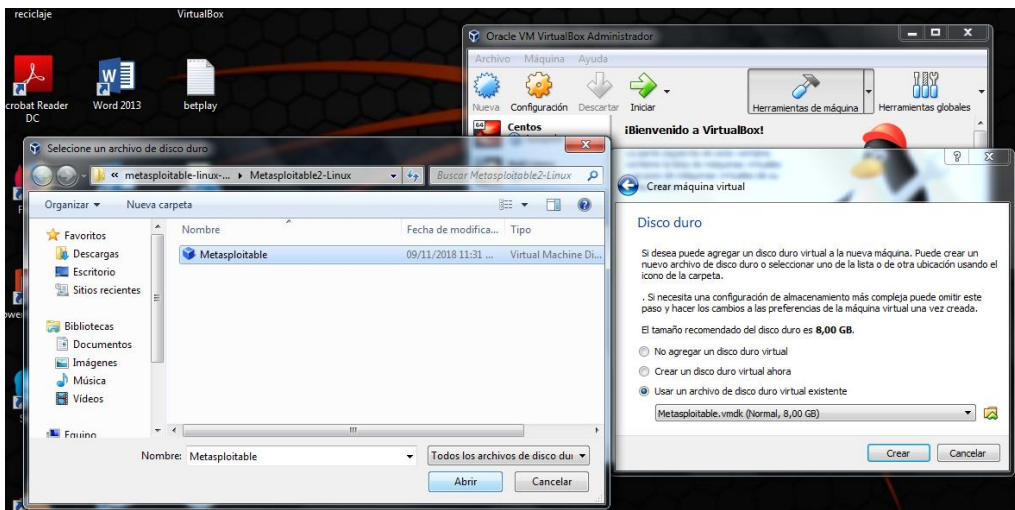 reciclaje
VirtualBox
crobat Reader
DC
Word 2013
betplay
Oracle VM VirtualBox Administrador
Archivo Máquina Ayuda
Nueva Configuración Descartar Iniciar
Herramientas de máquina
Herramientas globales
64
Centos
¡Bienvenido a VirtualBox!
Seleccione un archivo de disco duro
« metasploitable-linux-... Metasploitable2-Linux
Buscar Metasploitable2-Linux
Organizar Nueva carpeta
Favoritos
Descargas
Escritorio
Sitios recientes
Bibliotecas
Documentos
Imágenes
Música
Vídeos
Equipo
Nombre Fecha de modifica... Tipo
Metasploitable 09/11/2018 11:31 ... Virtual Machine Di...
Nombre: Metasploitable
Todos los archivos de disco dui
Abrir Cancelar
Crear máquina virtual
Disco duro
Si desea puede agregar un disco duro virtual a la nueva máquina. Puede crear un
nuevo archivo de disco duro o seleccionar uno de la lista o de otra ubicación usando el
icono de la carpeta.
. Si necesita una configuración de almacenamiento más compleja puede omitir este
paso y hacer los cambios a las preferencias de la máquina virtual una vez creada.
El tamaño recomendado del disco duro es 8,00 GB.
No agregar un disco duro virtual
Crear un disco duro virtual ahora
Usar un archivo de disco duro virtual existente
Metasploitable.vmdk (Normal, 8,00 GB)
Crear Cancelar